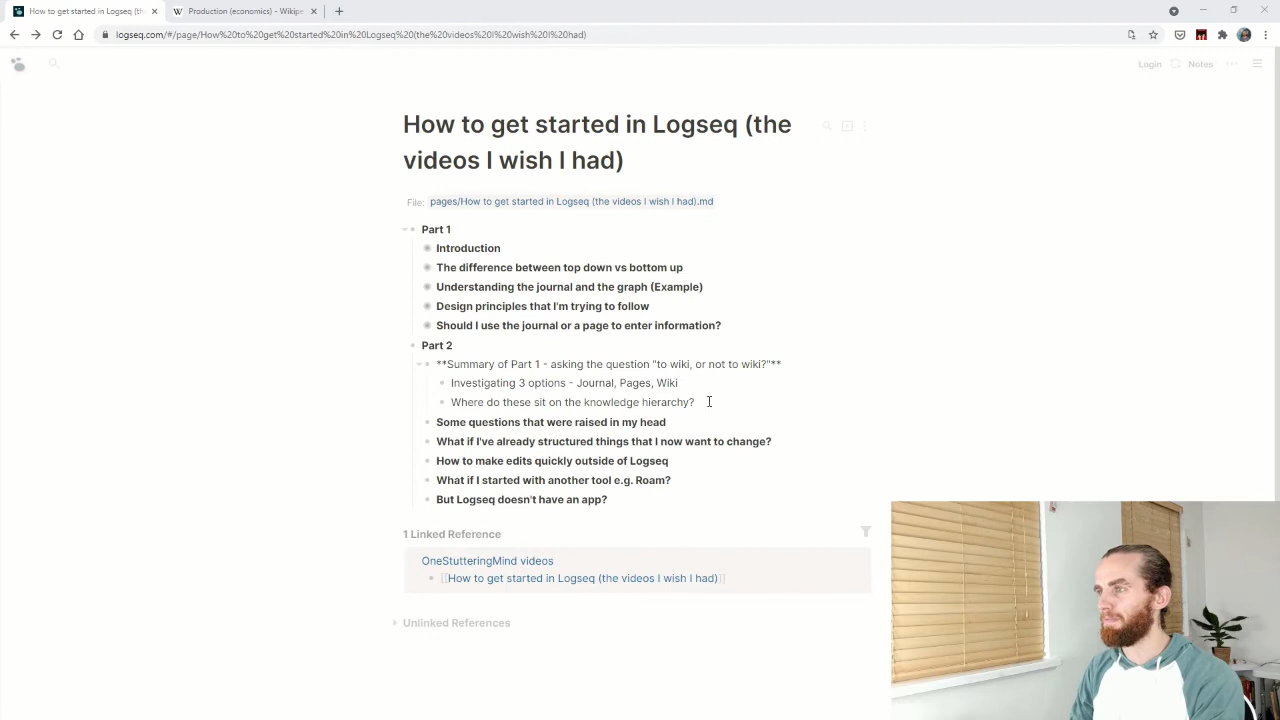 How to get started in Logseq (the
Production (economics) - Wikipe
logseq.com/#/page/How%20to%20get%20started%20in%20Logseq%20(the%20videos%20I%20wish%20I%20had)
Login
Notes
How to get started in Logseq (the
videos I wish I had)
File: pages/How to get started in Logseq (the videos I wish I had).md
Part 1
Introduction
The difference between top down vs bottom up
Understanding the journal and the graph (Example)
Design principles that I'm trying to follow
Should I use the journal or a page to enter information?
Part 2
**Summary of Part 1 - asking the question "to wiki, or not to wiki?"**
Investigating 3 options - Journal, Pages, Wiki
Where do these sit on the knowledge hierarchy?
Some questions that were raised in my head
What if I've already structured things that I now want to change?
How to make edits quickly outside of Logseq
What if I started with another tool e.g. Roam?
But Logseq doesn't have an app?
1 Linked Reference
OneStutteringMind videos
[[How to get started in Logseq (the videos I wish I had)]]
Unlinked References